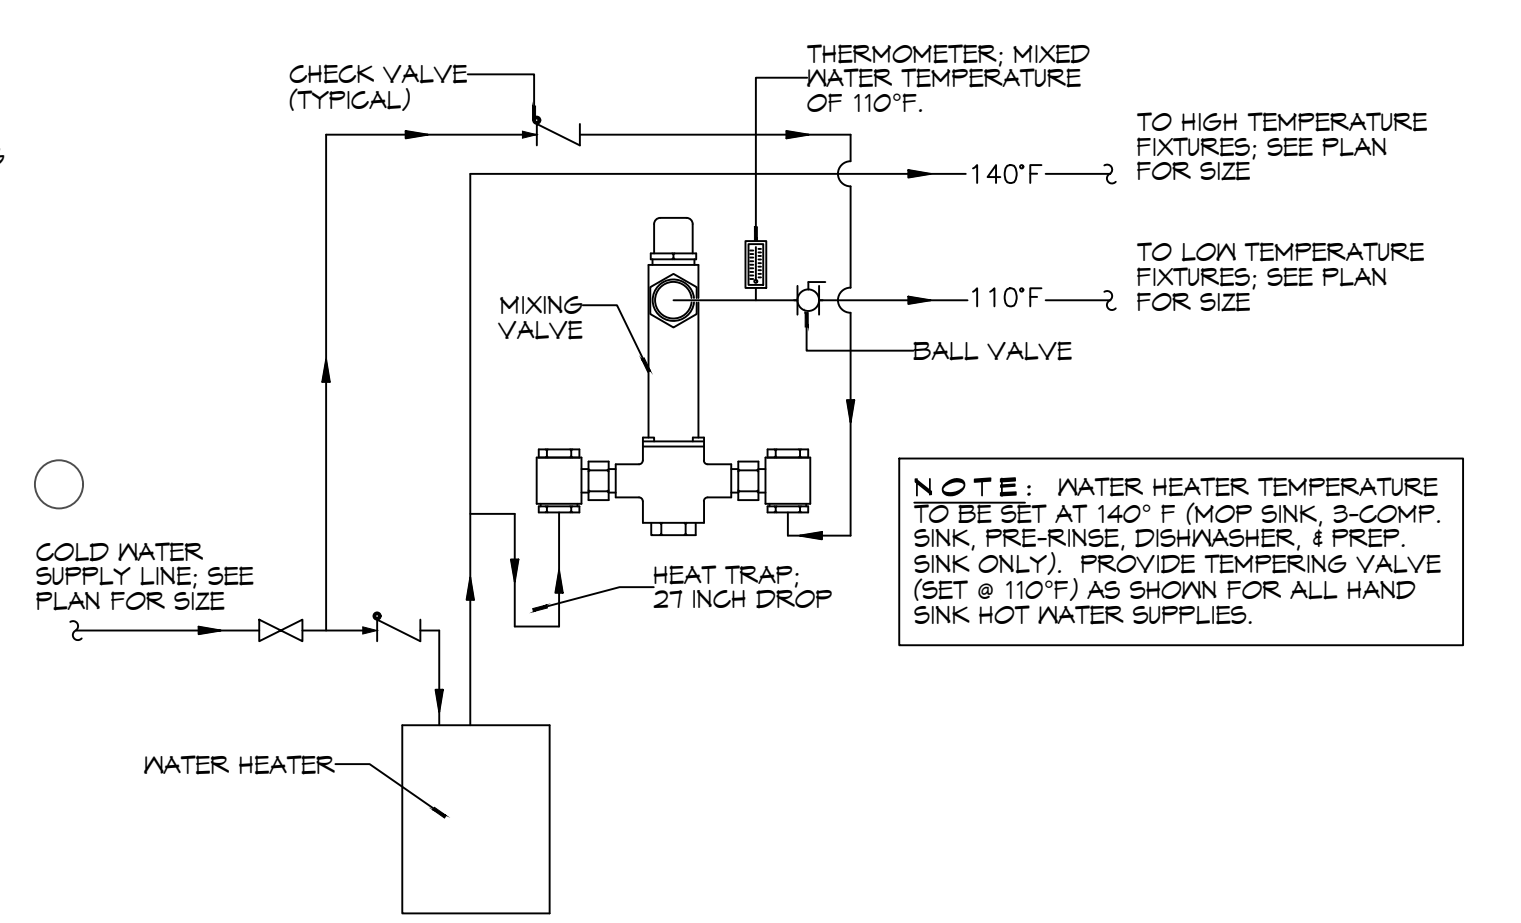 CHECK VALVE
(TYPICAL)
THERMOMETER; MIXED
WATER TEMPERATURE
OF 110°F.
TO HIGH TEMPERATURE
FIXTURES; SEE PLAN
FOR SIZE
140°F
TO LOW TEMPERATURE
FIXTURES; SEE PLAN
FOR SIZE
110°F
MIXING
VALVE
BALL VALVE
NOTE: WATER HEATER TEMPERATURE
TO BE SET AT 140° F (MOP SINK, 3-COMP.
SINK, PRE-RINSE, DISHWASHER, & PREP.
SINK ONLY). PROVIDE TEMPERING VALVE
(SET @ 110°F) AS SHOWN FOR ALL HAND
SINK HOT WATER SUPPLIES.
COLD WATER
SUPPLY LINE; SEE
PLAN FOR SIZE
HEAT TRAP;
27 INCH DROP
WATER HEATER